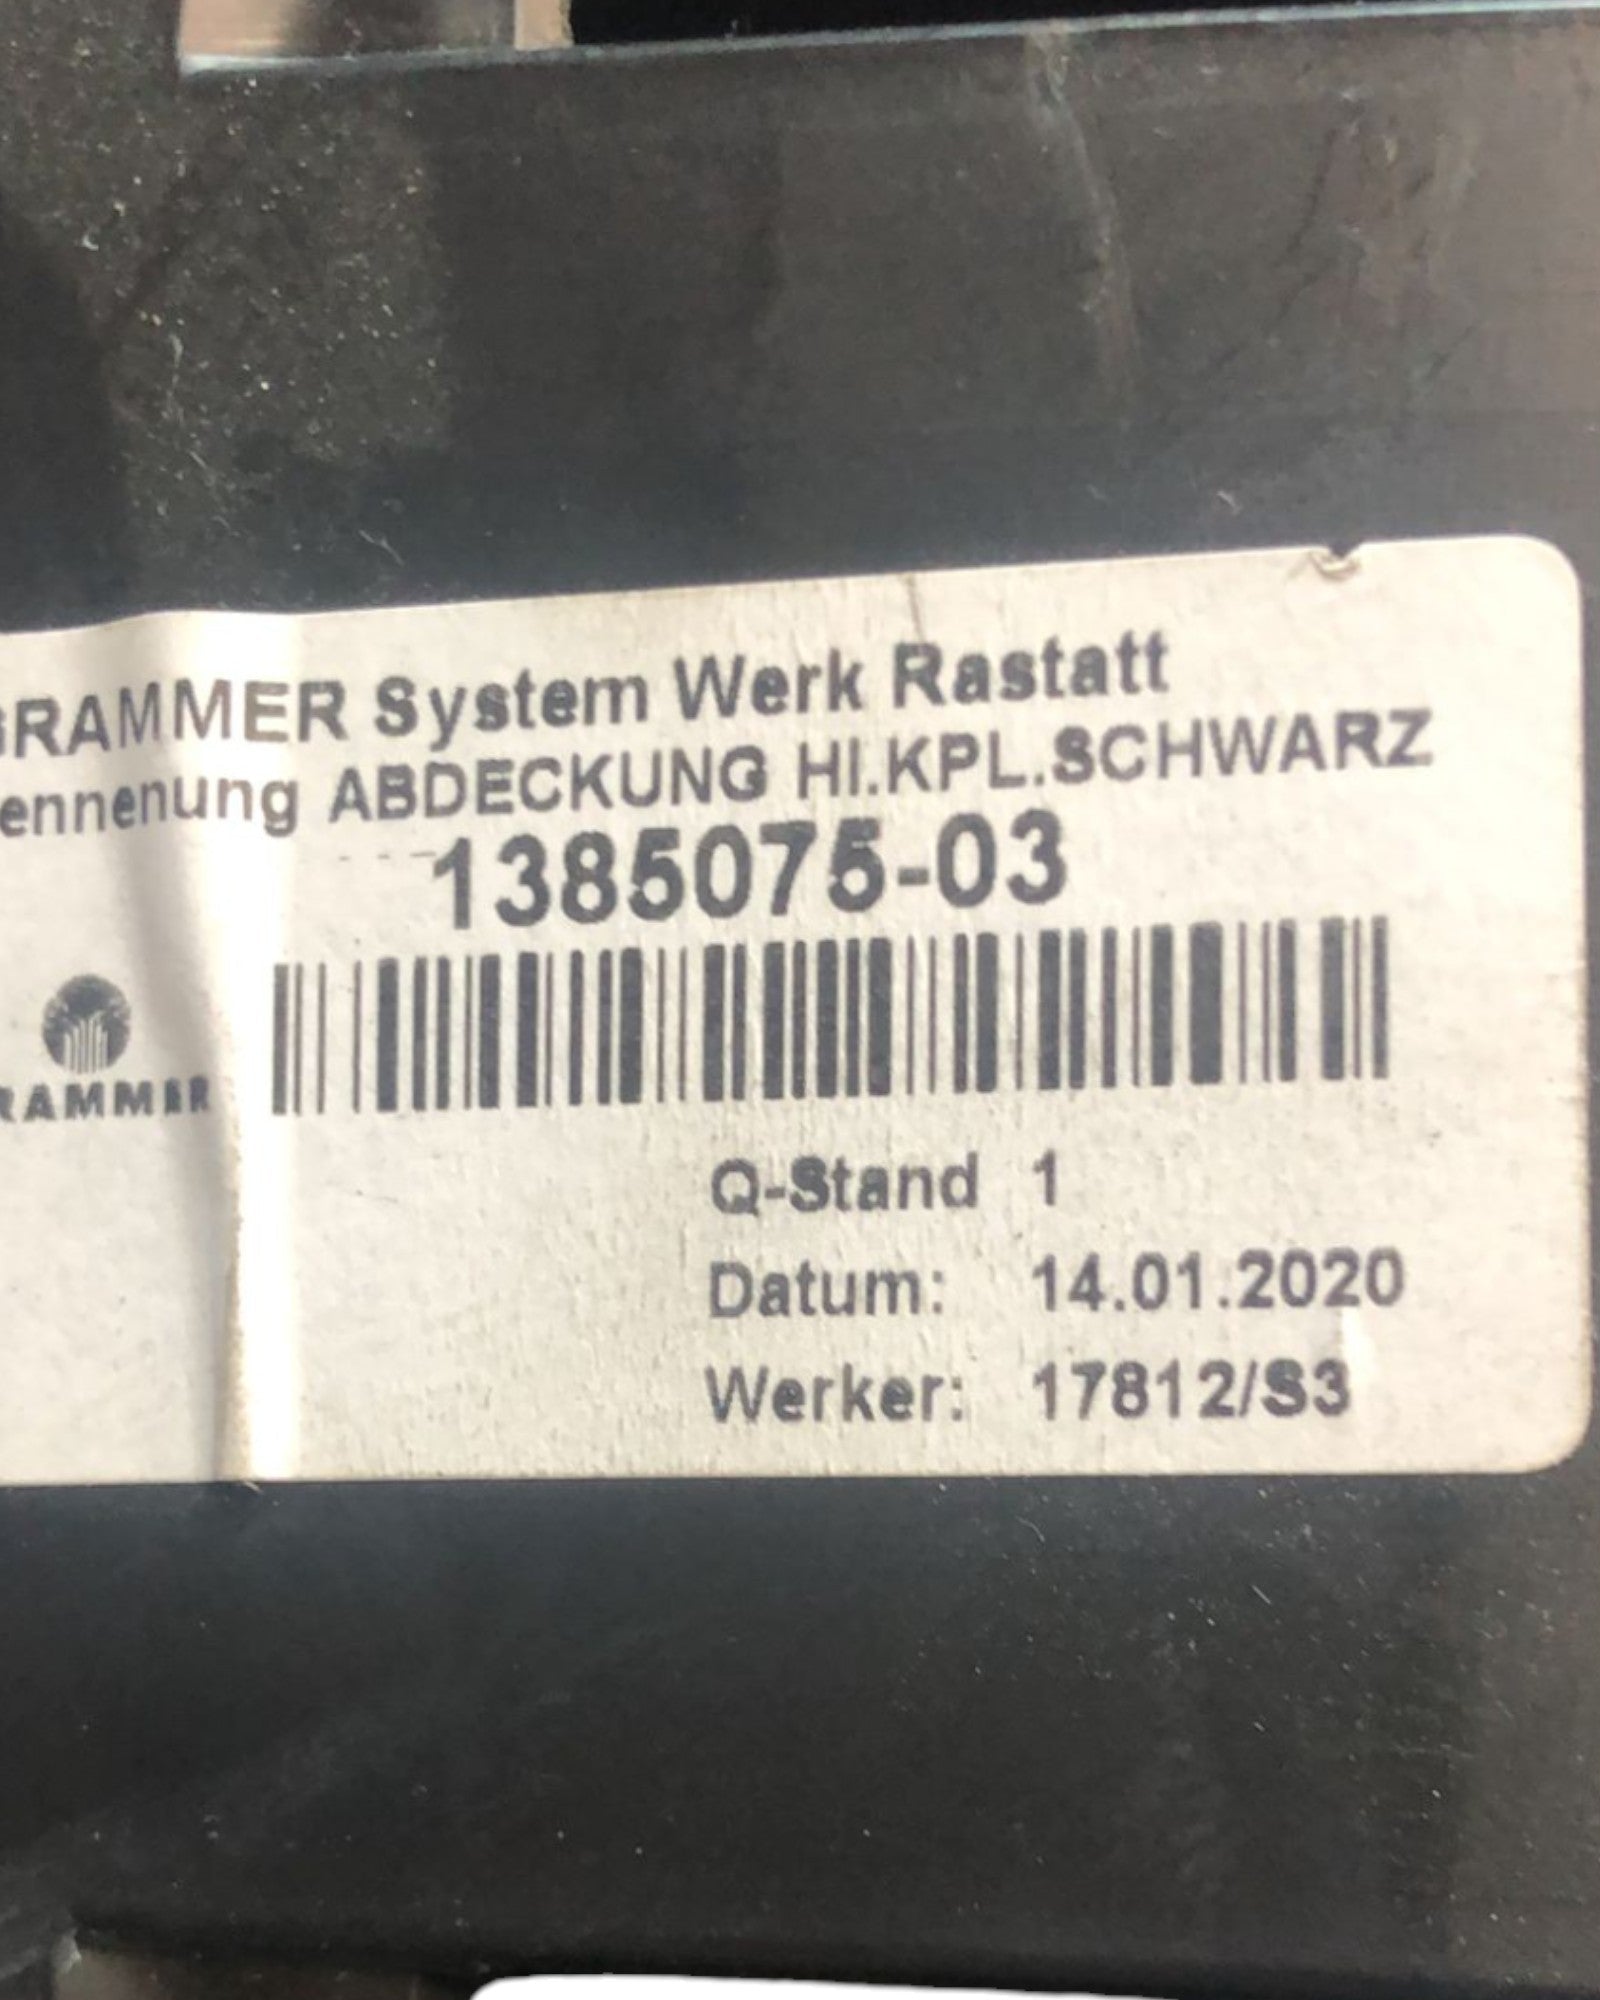 GRAMMER System Werk Rastatt
ennenung ABDECKUNG HI.KPL.SCHWARZ
1385075-03
RAMMER
Q-Stand 1
Datum: 14.01.2020
Werker: 17812/S3